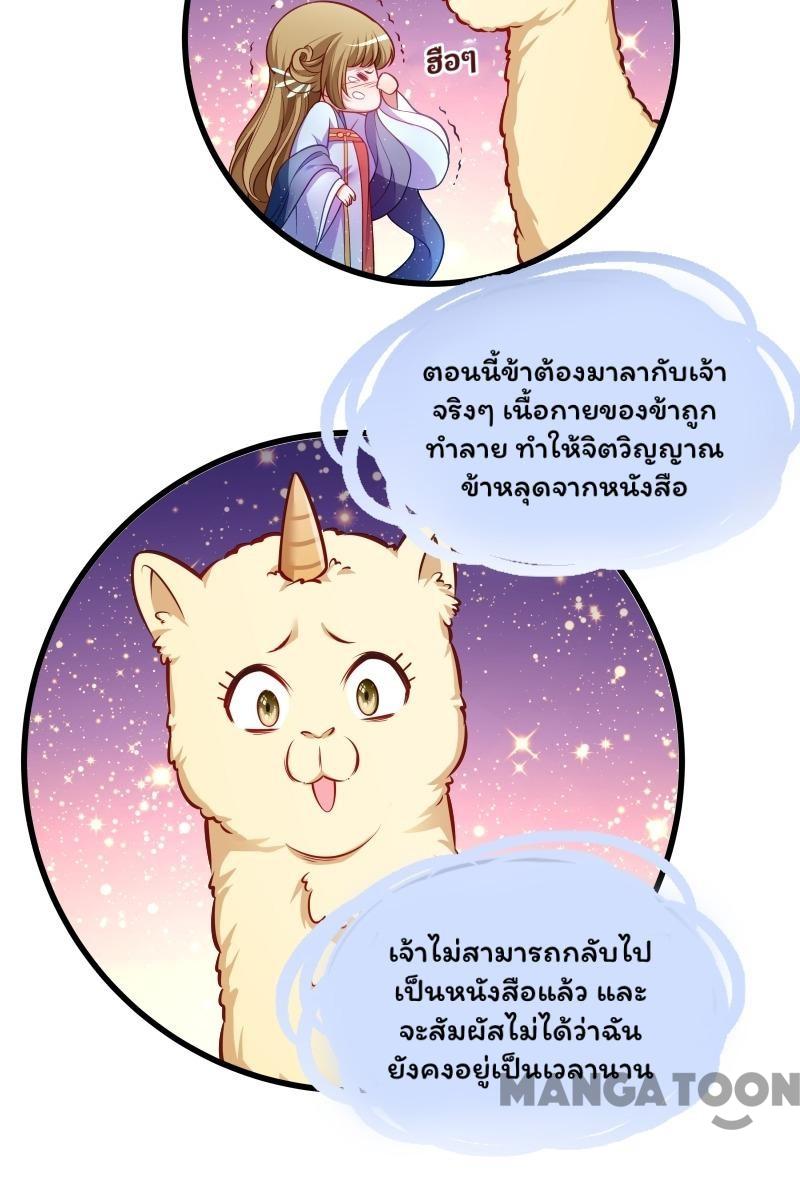 ฮือๆ
ตอนนี้ข้าต้องมาลากับเจ้า
จริงๆ เนื้อกายของข้าถูก
ทำลาย ทำให้จิตวิญญาณ
ข้าหลุดจากหนังสือ
เจ้าไม่สามารถกลับไป
เป็นหนังสือแล้ว และ
จะสัมผัสไม่ได้ว่าฉัน
ยังคงอยู่เป็นเวลานาน
MANGA TOON